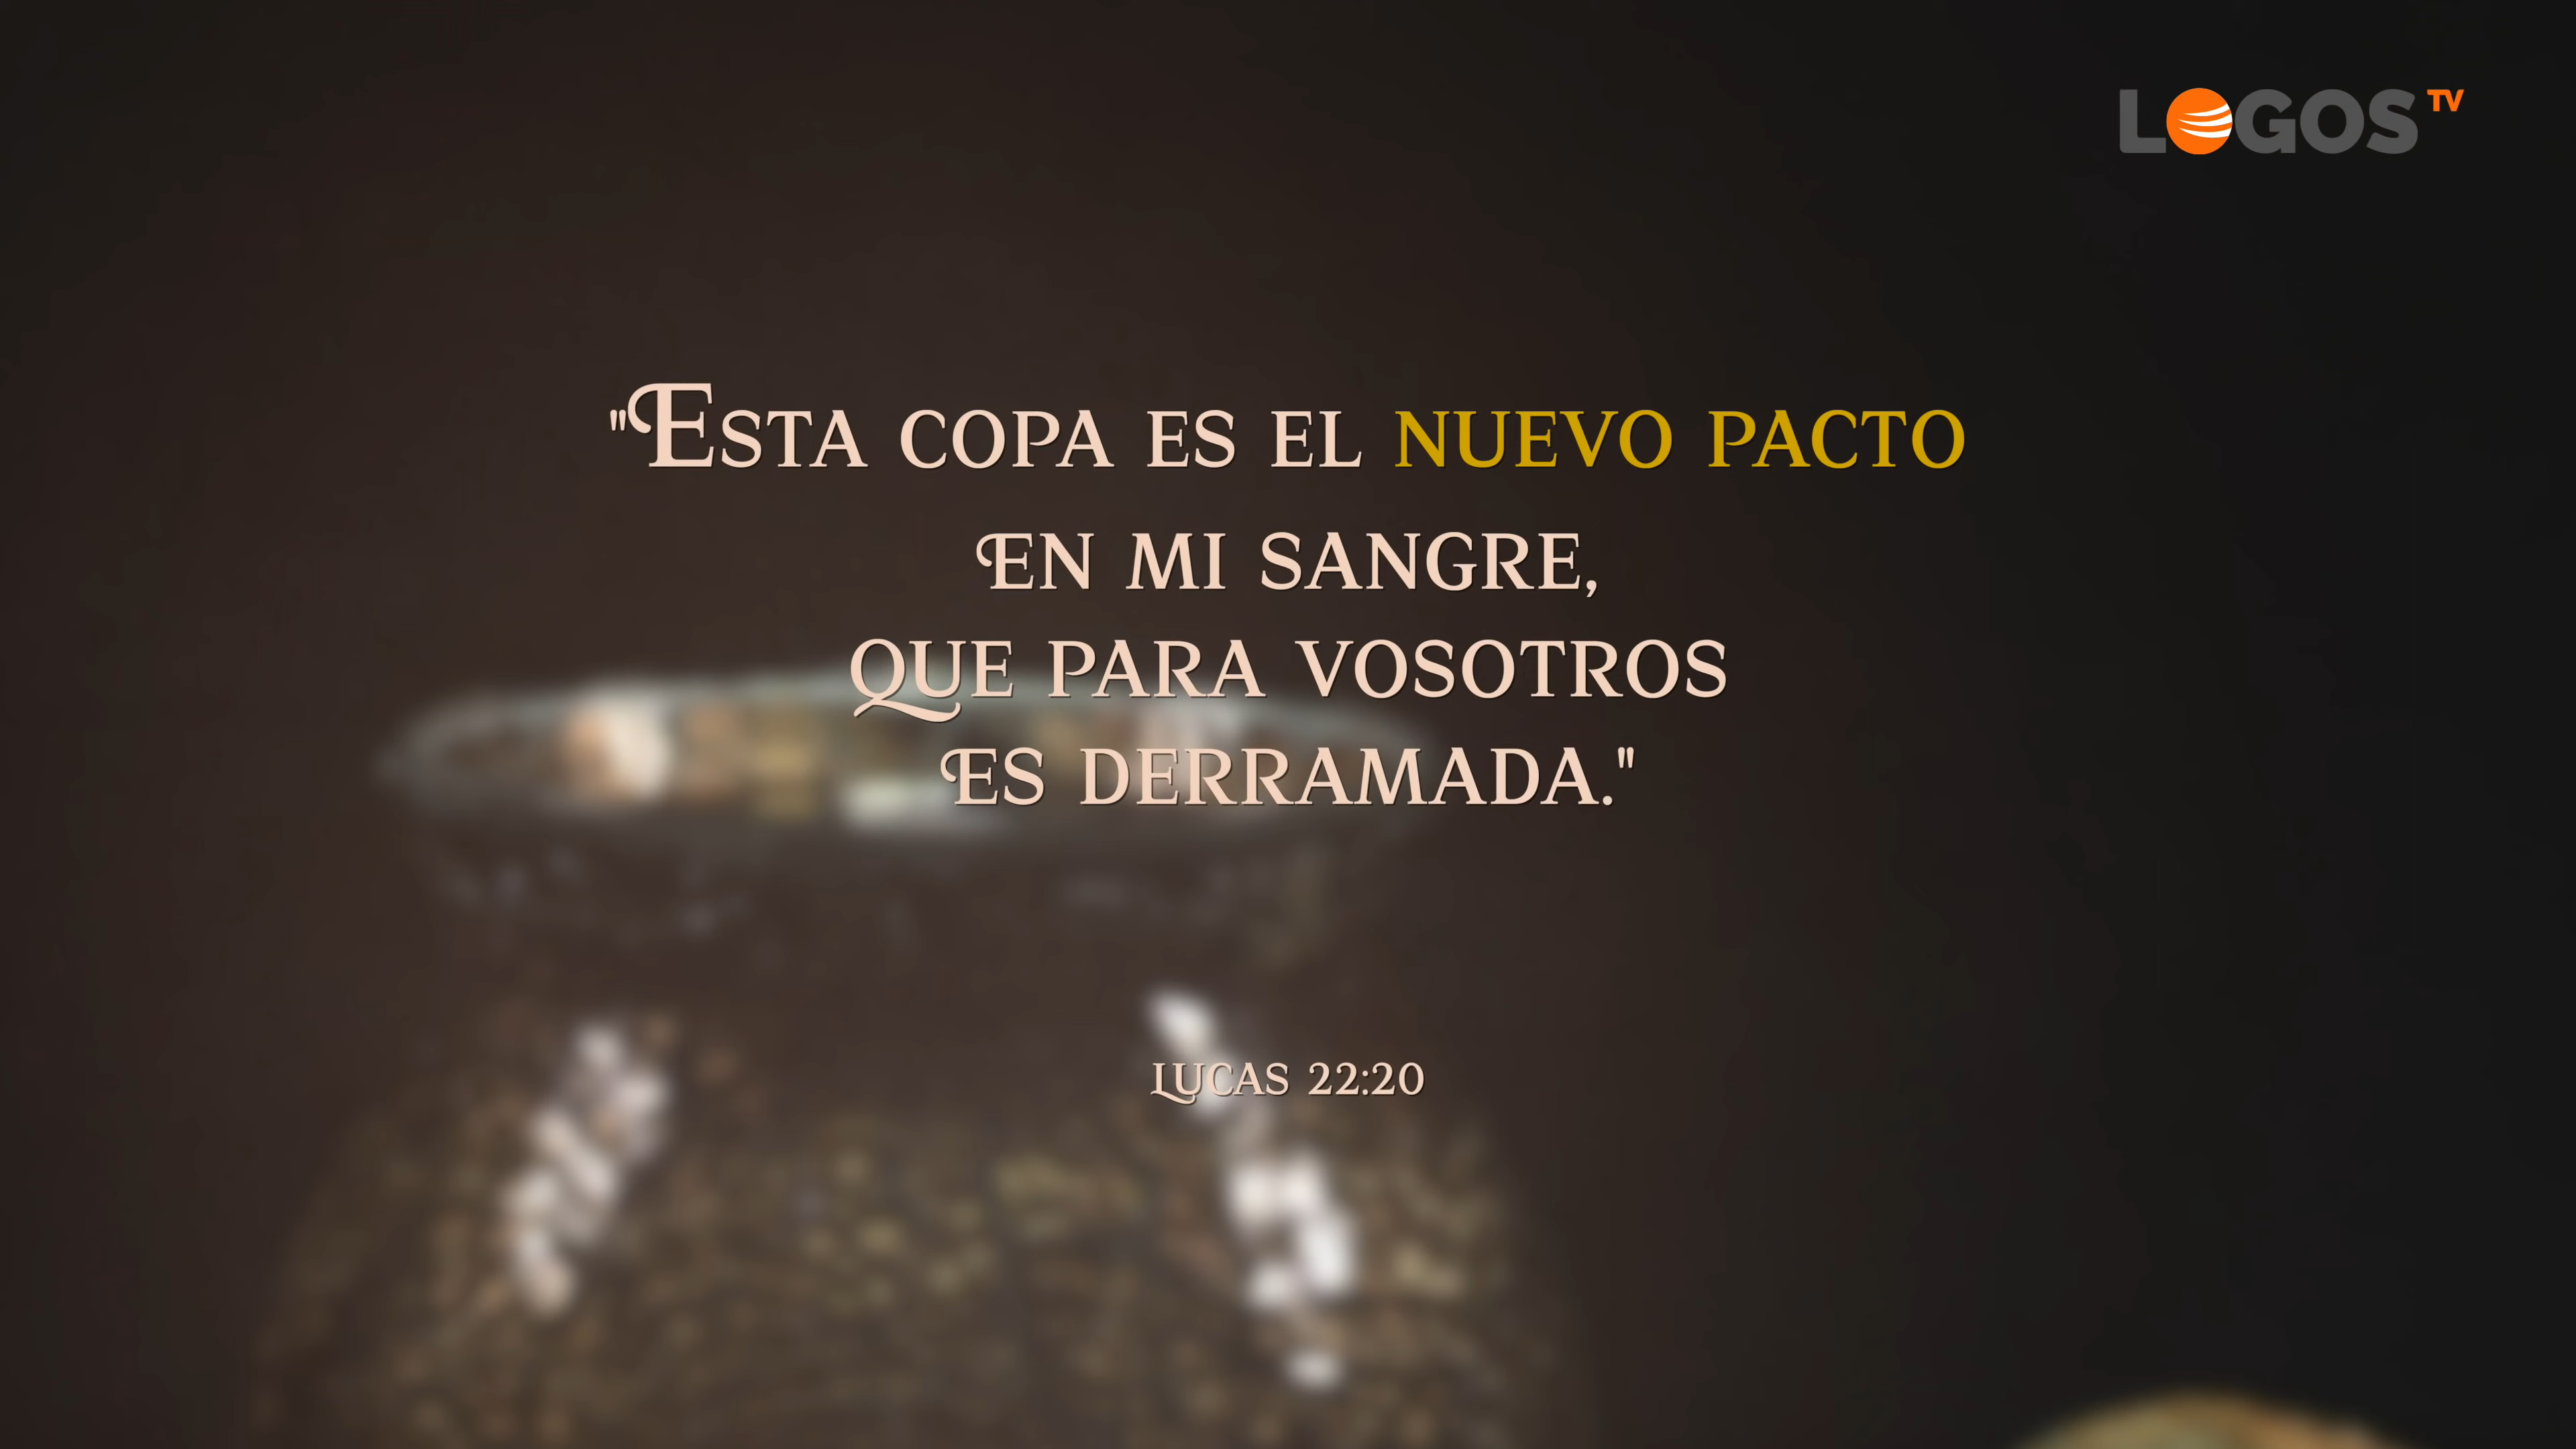 LOGOS TV
"ESTA COPA ES EL NUEVO PACTO
EN MI SANGRE,
QUE PARA VOSOTROS
ES DERRAMADA."
LUCAS 22:20